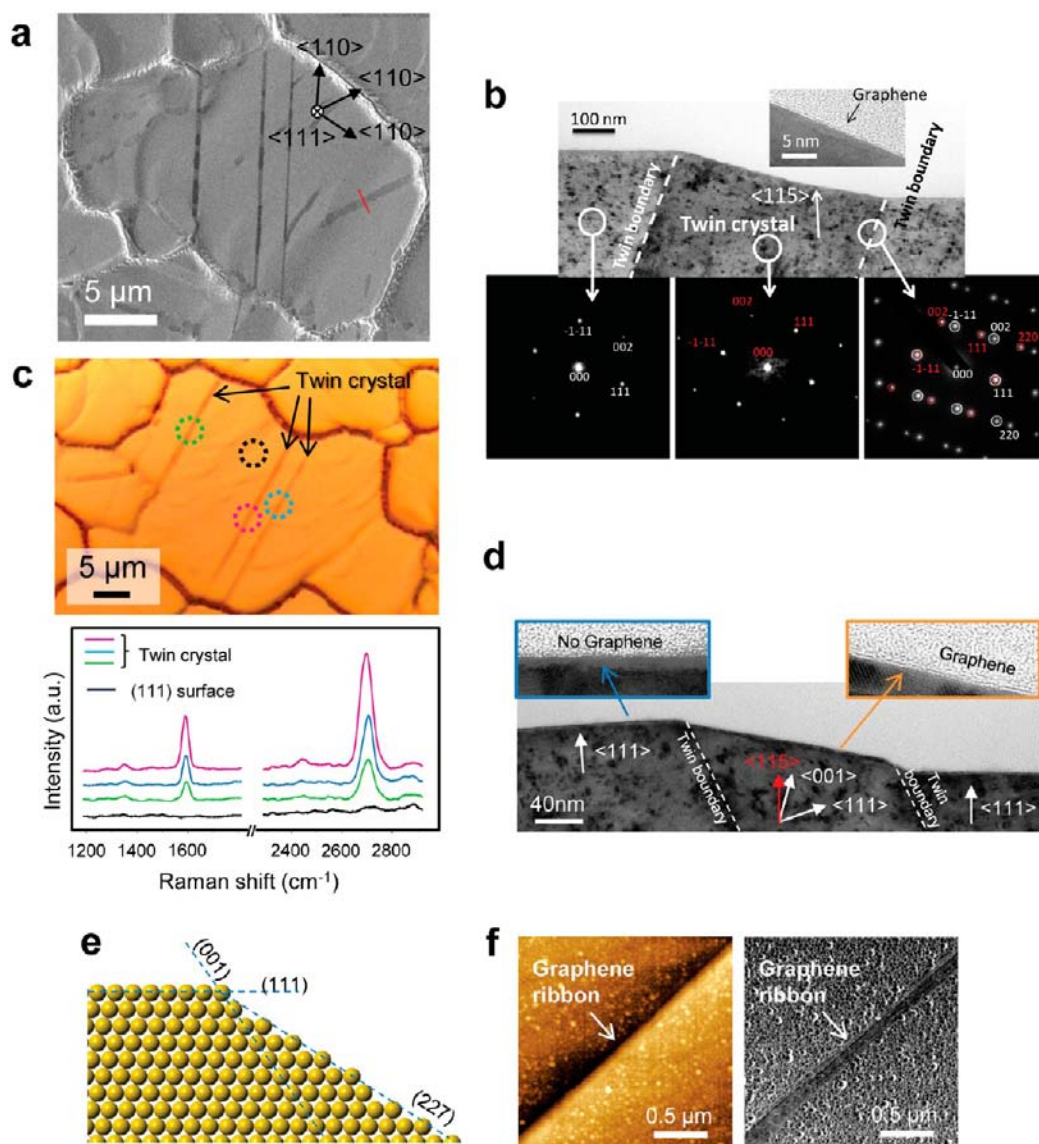 a
<110>
<110>
<111>
<110>
5 µm
b
100 nm
Graphene
5 nm
Twin boundary
Twin crystal
<115>
Twin boundary
-1-11
002
000
111
002
111
-1-11
000
002
-1-11
002
111
220
-1-11
000
111
220
c
Twin crystal
5 µm
Twin crystal
(111) surface
Intensity (a.u.)
1200 1600 2400 2800
Raman shift (cm⁻¹)
d
No Graphene
Graphene
<111>
Twin boundary
<115>
<001>
<111>
Twin
boundary
<111>
40nm
e
(001)
(111)
(227)
f
Graphene
ribbon
0.5 µm
Graphene
ribbon
0.5 µm